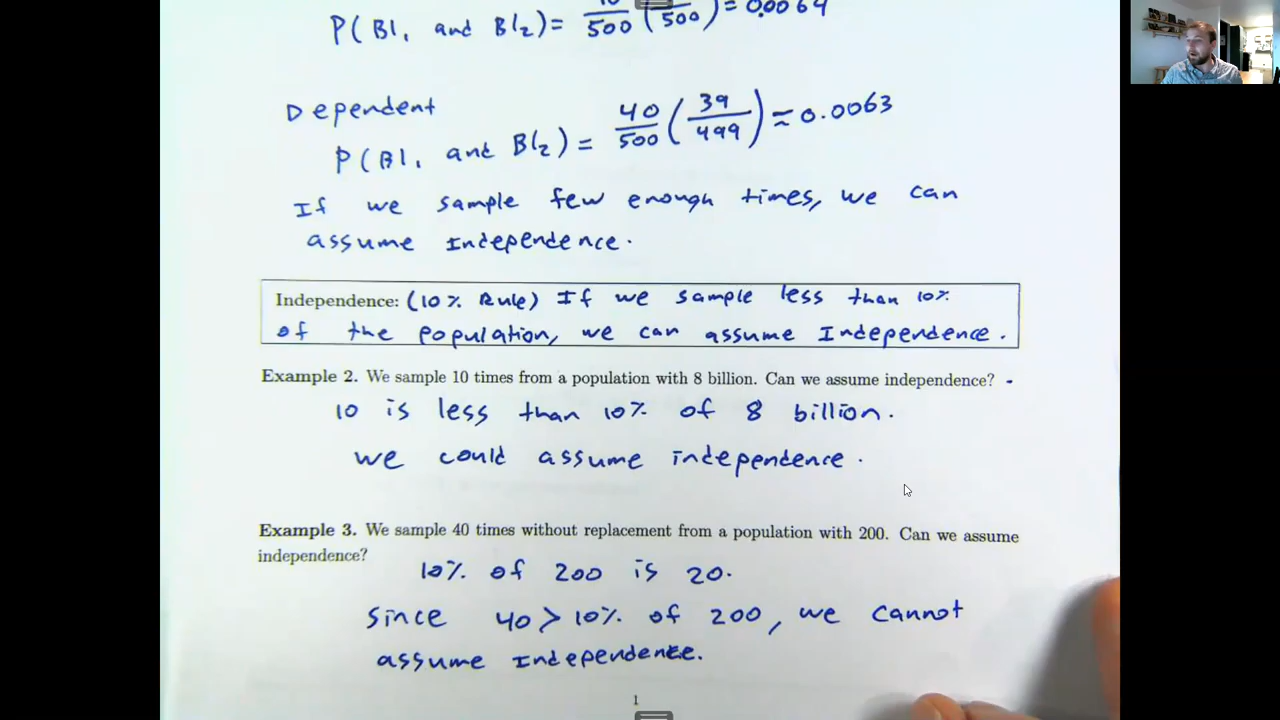 P(Bl₁ and Bl₂) = 10/500 (/500) = 0.0064
Dependent
P(Bl₁ and Bl₂) = 40/500 (39/499) ≈ 0.0063
If we sample few enough times, we can
assume Independence.
Independence: (10% Rule) If we sample less than 10%
of the population, we can assume Independence.
Example 2. We sample 10 times from a population with 8 billion. Can we assume independence? -
10 is less than 10% of 8 billion.
we could assume independence.
Example 3. We sample 40 times without replacement from a population with 200. Can we assume
independence?
10% of 200 is 20.
Since 40 > 10% of 200, we cannot
assume Independence.
1